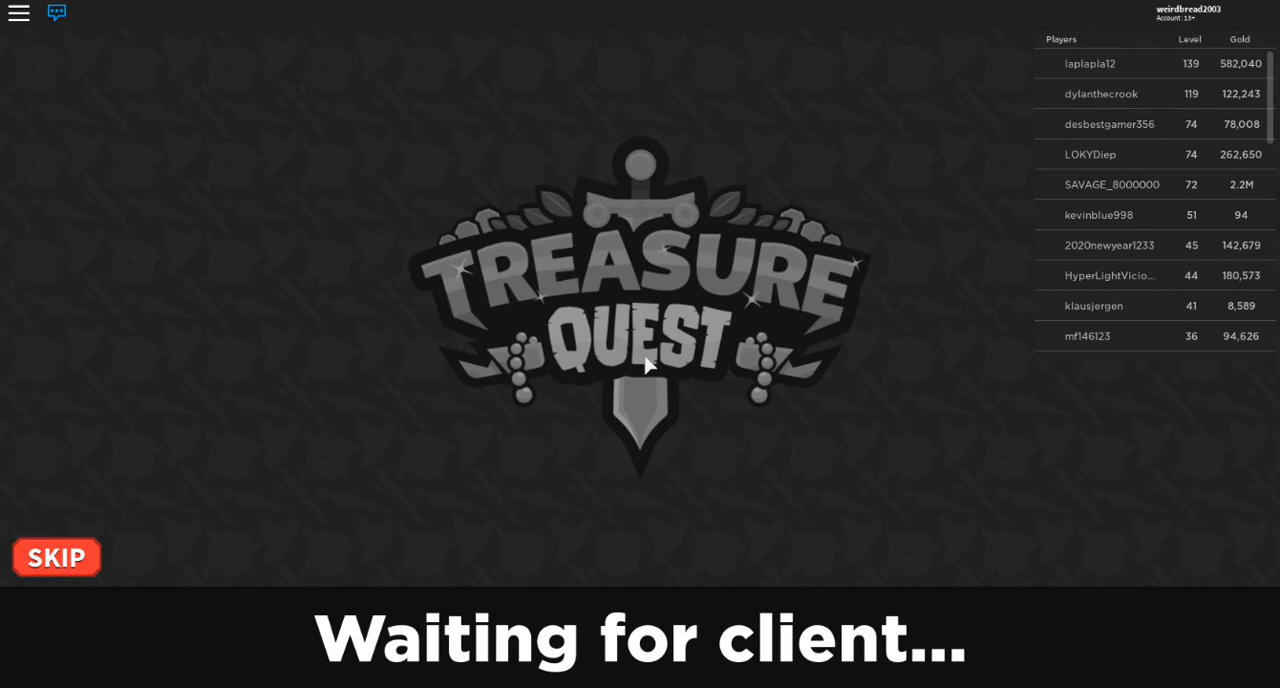 weirdbread2003
Account: 13+
Players Level Gold
laplapla12 139 582,040
dylanthecrook 119 122,243
desbestgamer356 74 78,008
LOKYDiep 74 262,650
SAVAGE_8000000 72 2.2M
kevinblue998 51 94
2020newyear1233 45 142,679
HyperLightVicio... 44 180,573
klausjergen 41 8,589
mf146123 36 94,626
TREASURE
QUEST
SKIP
Waiting for client...